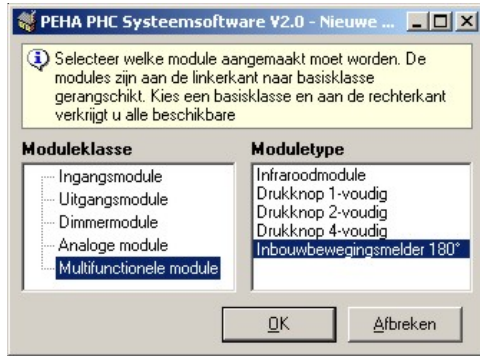 PEHA PHC Systeemsoftware V2.0 - Nieuwe ...
Selecteer welke module aangemaakt moet worden. De
modules zijn aan de linkerkant naar basisklasse
gerangschikt. Kies een basisklasse en aan de rechterkant
verkrijgt u alle beschikbare
Moduleklasse
Ingangsmodule
Uitgangsmodule
Dimmermodule
Analoge module
Multifunctionele module
Moduletype
Infraroodmodule
Drukknop 1-voudig
Drukknop 2-voudig
Drukknop 4-voudig
Inbouwbewegingsmelder 180°
OK
Afbreken